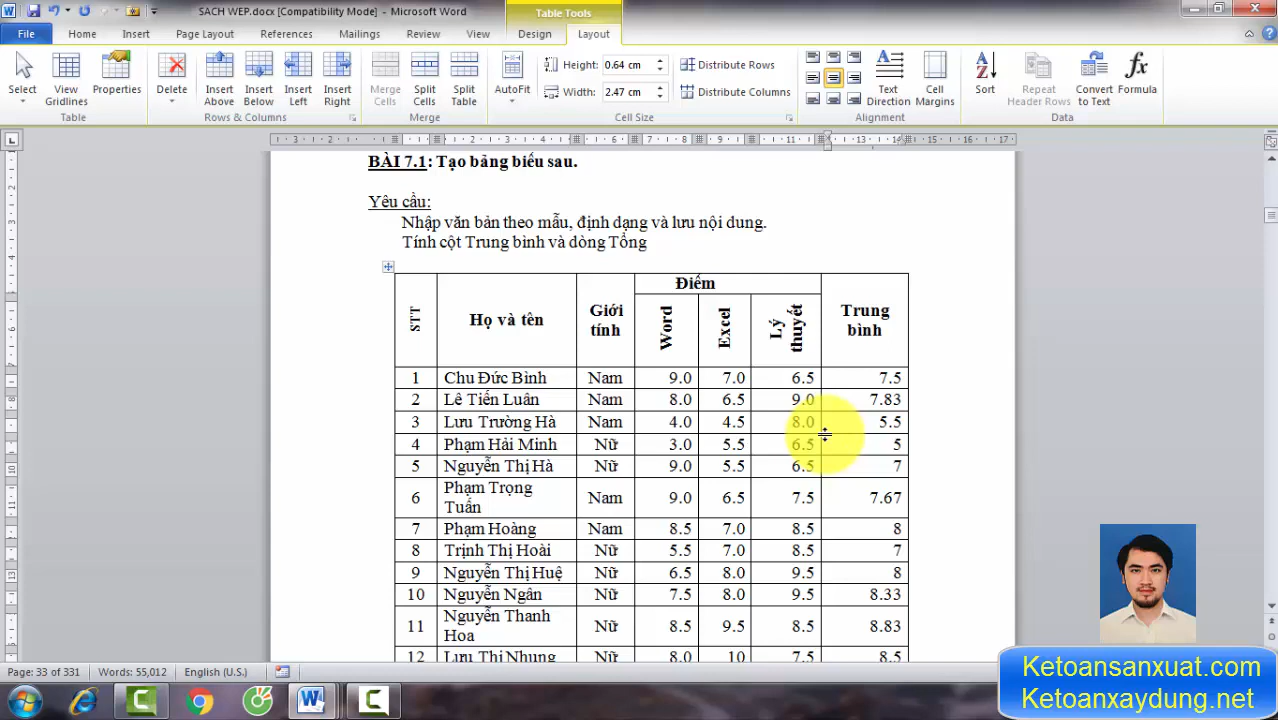 SACH WEP.docx [Compatibility Mode] - Microsoft Word
Table Tools
File Home Insert Page Layout References Mailings Review View Design Layout
Select View Gridlines Properties
Delete Insert Above Insert Below Insert Left Insert Right
Merge Cells Split Cells Split Table
AutoFit Height: 0.64 cm Distribute Rows
Width: 2.47 cm Distribute Columns
Text Direction Cell Margins
Sort Repeat Header Rows Convert to Text Formula
Table Rows & Columns Merge Cell Size Alignment Data
BÀI 7.1: Tạo bảng biểu sau.
Yêu cầu:
Nhập văn bản theo mẫu, định dạng và lưu nội dung.
Tính cột Trung bình và dòng Tổng
STT Họ và tên Giới tính Điểm Trung bình
Word Excel Lý thuyết
1 Chu Đức Bình Nam 9.0 7.0 6.5 7.5
2 Lê Tiến Luân Nam 8.0 6.5 9.0 7.83
3 Lưu Trường Hà Nam 4.0 4.5 8.0 5.5
4 Phạm Hải Minh Nữ 3.0 5.5 6.5 5
5 Nguyễn Thị Hà Nữ 9.0 5.5 6.5 7
6 Phạm Trọng Tuấn Nam 9.0 6.5 7.5 7.67
7 Phạm Hoàng Nam 8.5 7.0 8.5 8
8 Trịnh Thị Hoài Nữ 5.5 7.0 8.5 7
9 Nguyễn Thị Huệ Nữ 6.5 8.0 9.5 8
10 Nguyễn Ngân Nữ 7.5 8.0 9.5 8.33
11 Nguyễn Thanh Hoa Nữ 8.5 9.5 8.5 8.83
12 Lưu Thị Nhung Nữ 8.0 10 7.5 8.5
Page: 33 of 331 Words: 55,012 English (U.S.)
Ketoansanxuat.com
Ketoanxaydung.net